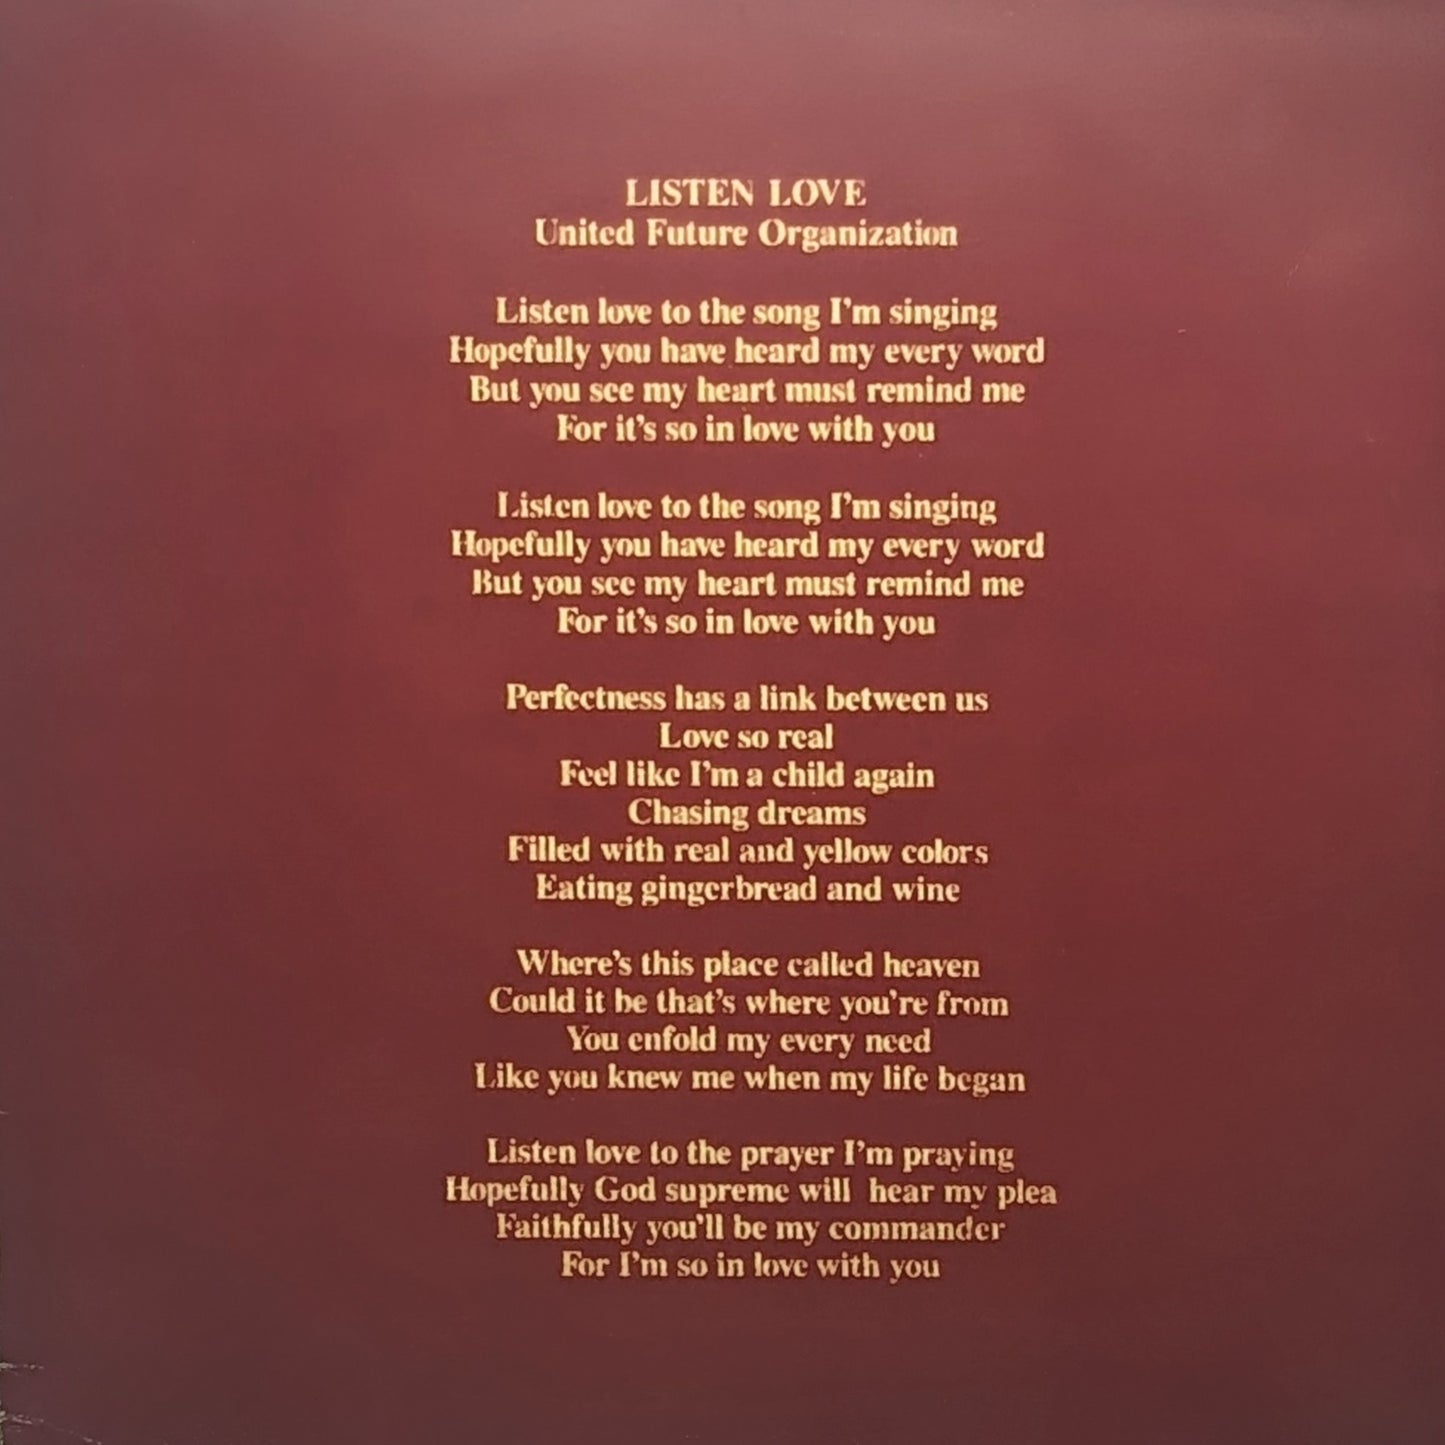 LISTEN LOVE
United Future Organization
Listen love to the song I'm singing
Hopefully you have heard my every word
But you see my heart must remind me
For it's so in love with you
Listen love to the song I'm singing
Hopefully you have heard my every word
But you see my heart must remind me
For it's so in love with you
Perfectness has a link between us
Love so real
Feel like I'm a child again
Chasing dreams
Filled with real and yellow colors
Eating gingerbread and wine
Where's this place called heaven
Could it be that's where you're from
You enfold my every need
Like you knew me when my life began
Listen love to the prayer I'm praying
Hopefully God supreme will hear my plea
Faithfully you'll be my commander
For I'm so in love with you